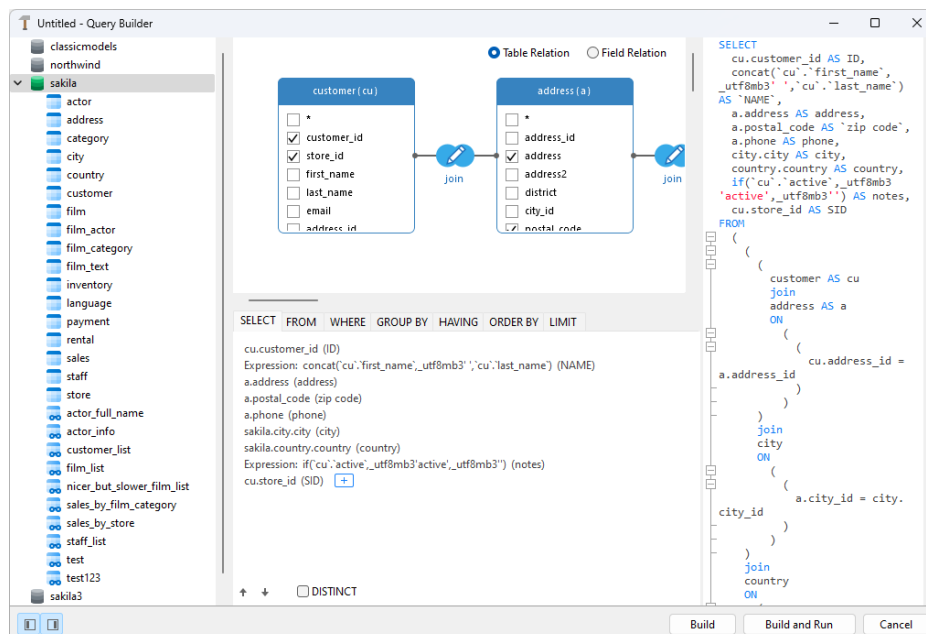 Untitled - Query Builder
classicmodels
northwind
sakila
actor
address
category
city
country
customer
film
film_actor
film_category
film_text
inventory
language
payment
rental
sales
staff
store
actor_full_name
actor_info
customer_list
film_list
nicer_but_slower_film_list
sales_by_film_category
sales_by_store
staff_list
test
test123
sakila3
Table Relation Field Relation
customer ( cu )
*
customer_id
store_id
first_name
last_name
email
address_id
join
address ( a )
*
address_id
address
address2
district
city_id
postal_code
join
SELECT FROM WHERE GROUP BY HAVING ORDER BY LIMIT
cu.customer_id (ID)
Expression: concat(`cu`.`first_name`,_utf8mb3' ',`cu`.`last_name`) (NAME)
a.address (address)
a.postal_code (zip code)
a.phone (phone)
sakila.city.city (city)
sakila.country.country (country)
Expression: if(`cu`.`active`,_utf8mb3'active',_utf8mb3'') (notes)
cu.store_id (SID) +
DISTINCT
SELECT
cu.customer_id AS ID,
concat(`cu`.`first_name`,
_utf8mb3' ',`cu`.`last_name`)
AS `NAME`,
a.address AS address,
a.postal_code AS `zip code`,
a.phone AS phone,
city.city AS city,
country.country AS country,
if(`cu`.`active`,_utf8mb3
'active',_utf8mb3'') AS notes,
cu.store_id AS SID
FROM
(
(
(
customer AS cu
join
address AS a
ON
(
(
cu.address_id =
a.address_id
)
)
)
join
city
ON
(
(
a.city_id = city.
city_id
)
)
)
join
country
ON
Build Build and Run Cancel